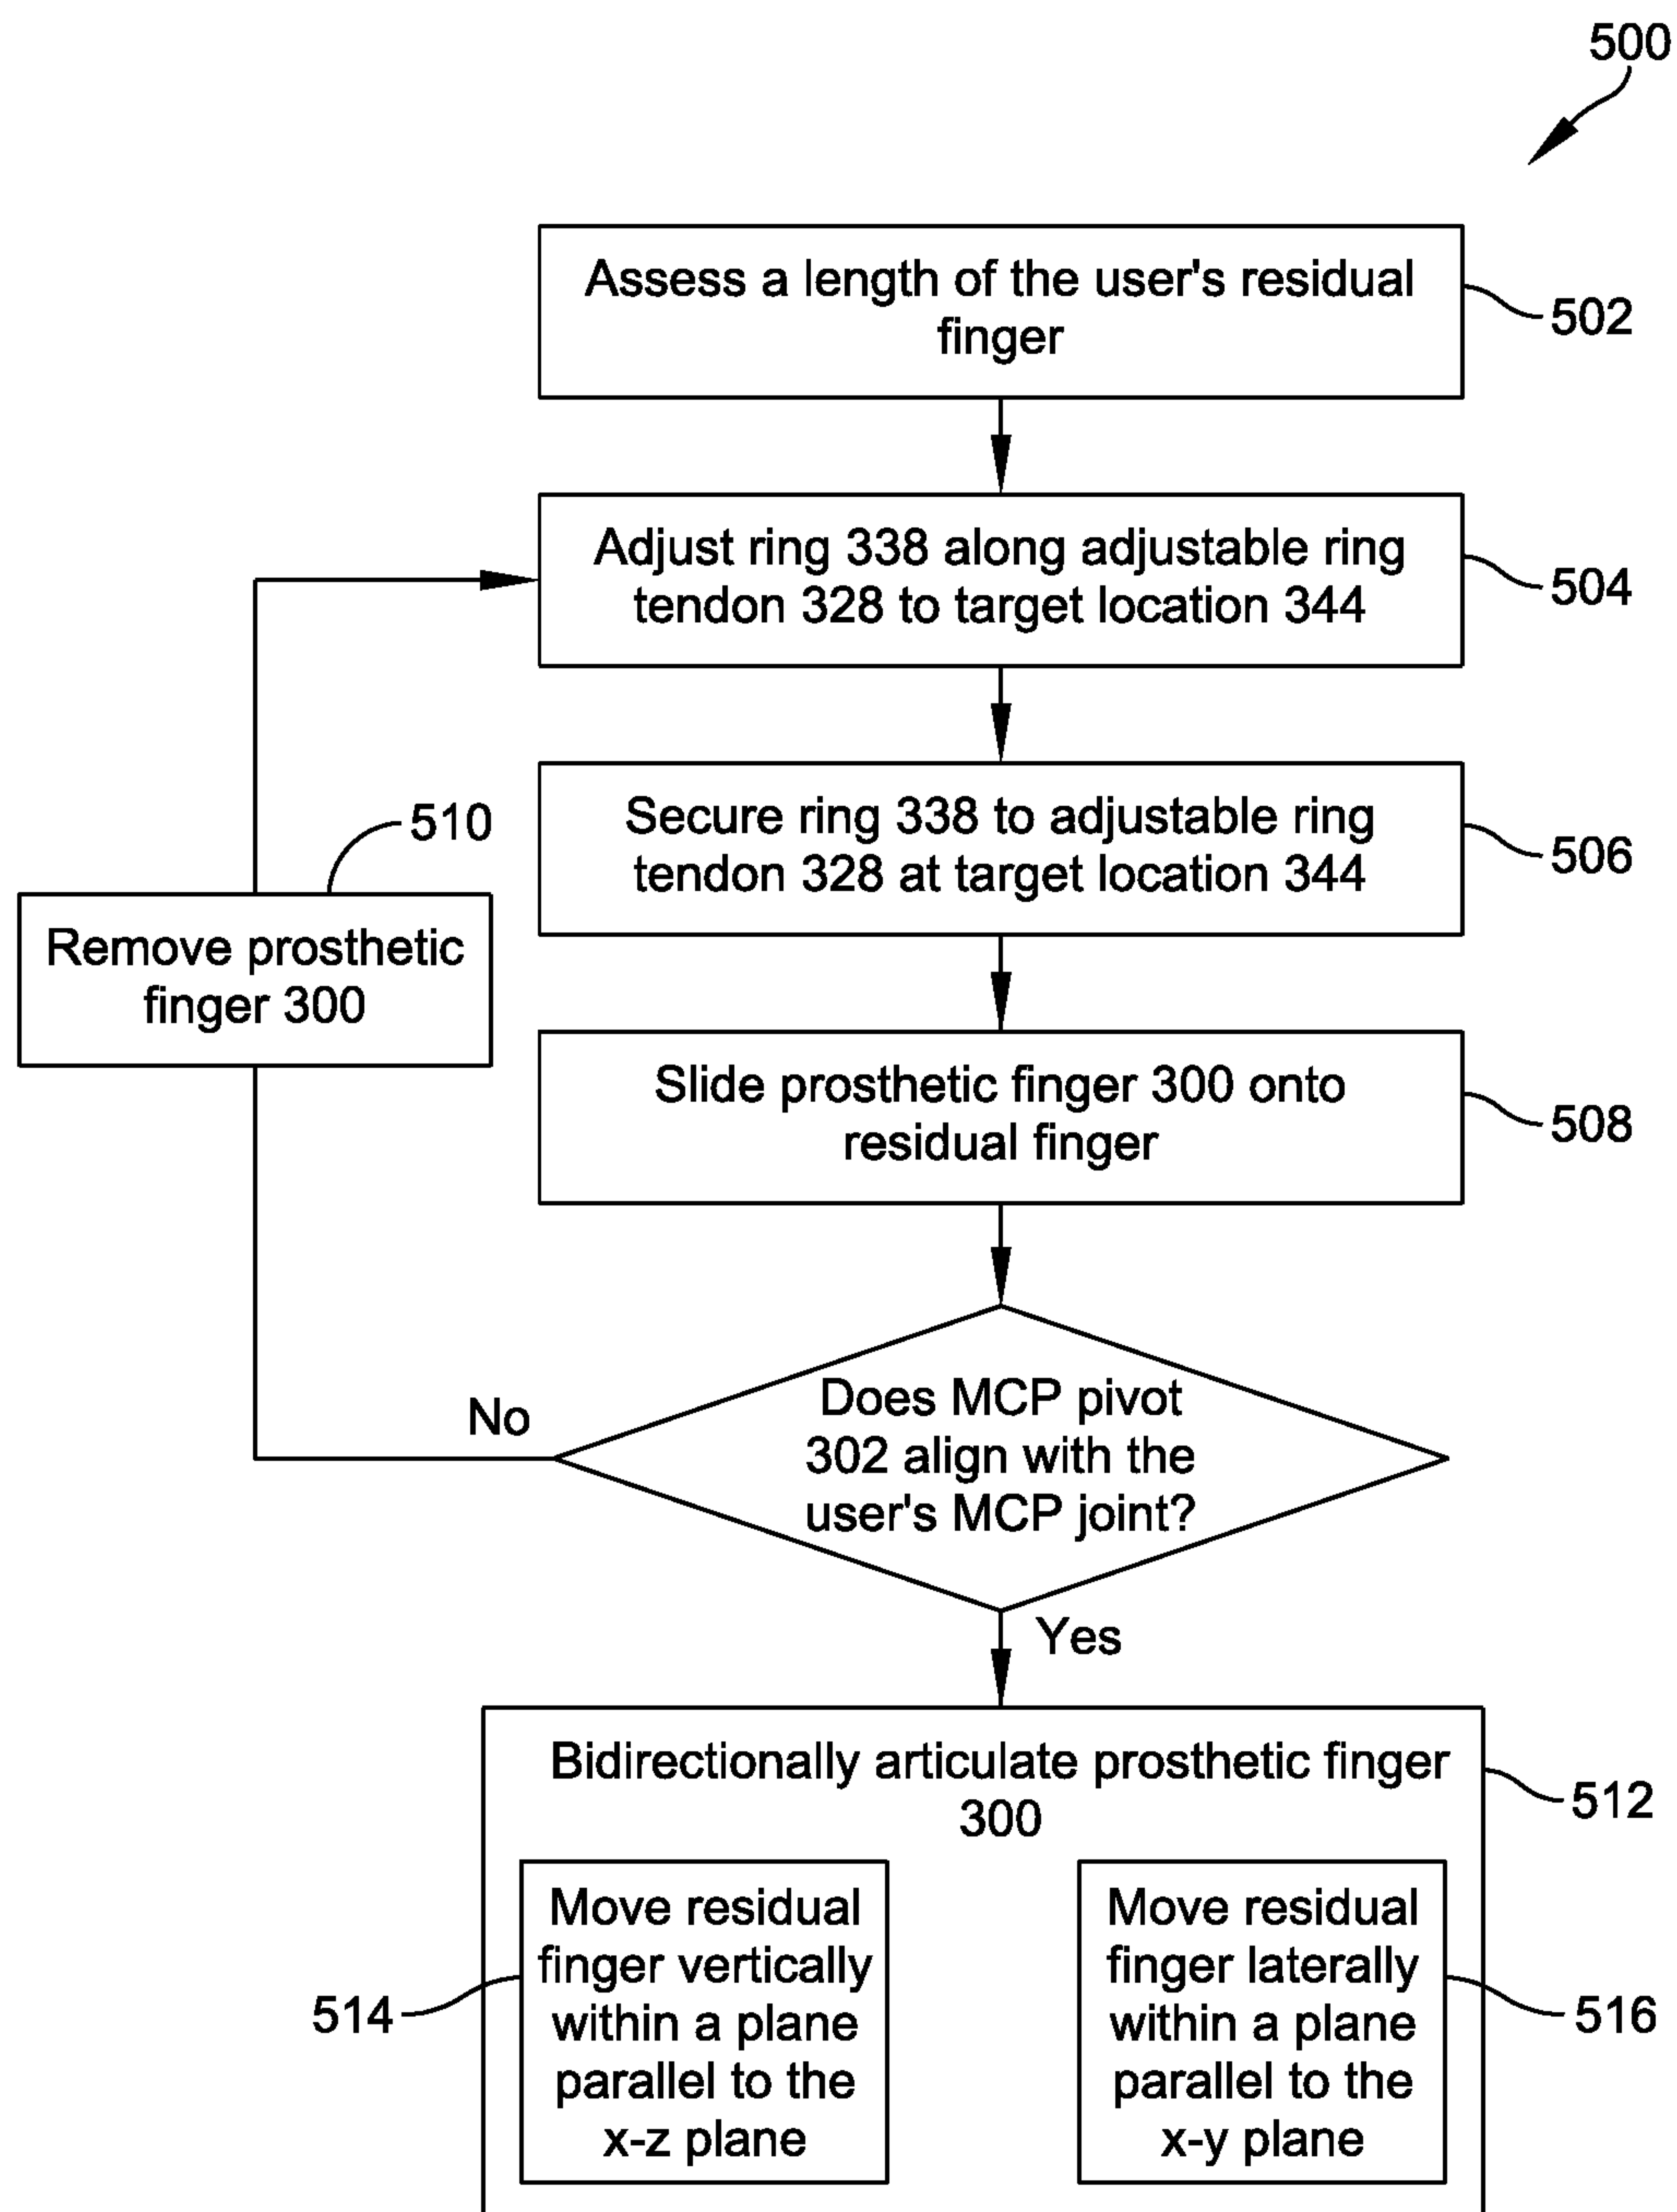 500
Assess a length of the user's residual
finger
502
Adjust ring 338 along adjustable ring
tendon 328 to target location 344
504
Secure ring 338 to adjustable ring
tendon 328 at target location 344
506
510
Remove prosthetic
finger 300
Slide prosthetic finger 300 onto
residual finger
508
Does MCP pivot
302 align with the
user's MCP joint?
No
Yes
Bidirectionally articulate prosthetic finger
300
512
Move residual
finger vertically
within a plane
parallel to the
x-z plane
514
Move residual
finger laterally
within a plane
parallel to the
x-y plane
516